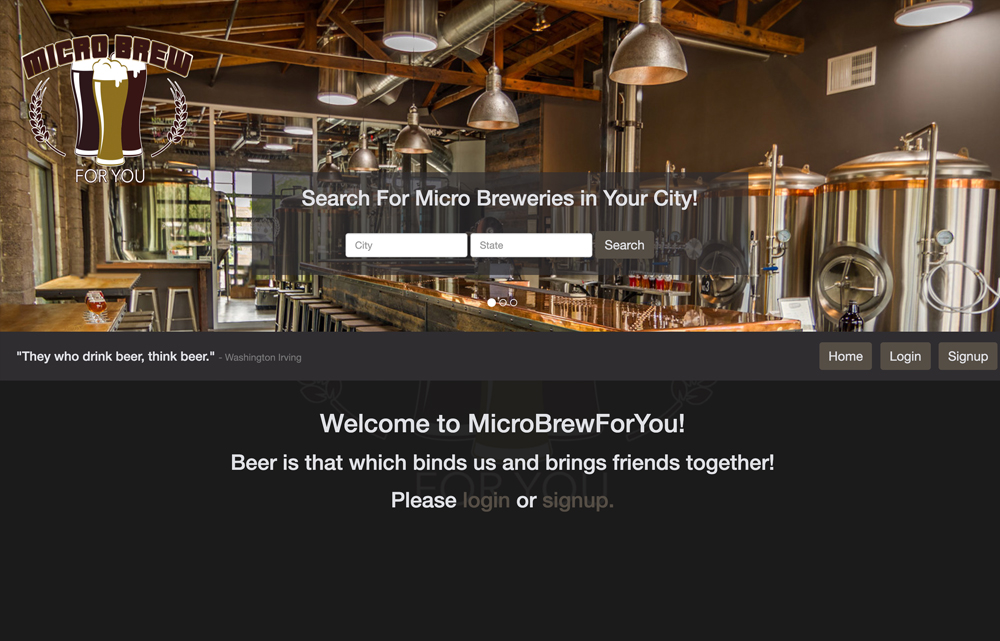 MICRO BREW
FOR YOU
Search For Micro Breweries in Your City!
City State Search
"They who drink beer, think beer." - Washington Irving Home Login Signup
Welcome to MicroBrewForYou!
Beer is that which binds us and brings friends together!
FOR YOU
Please login or signup.